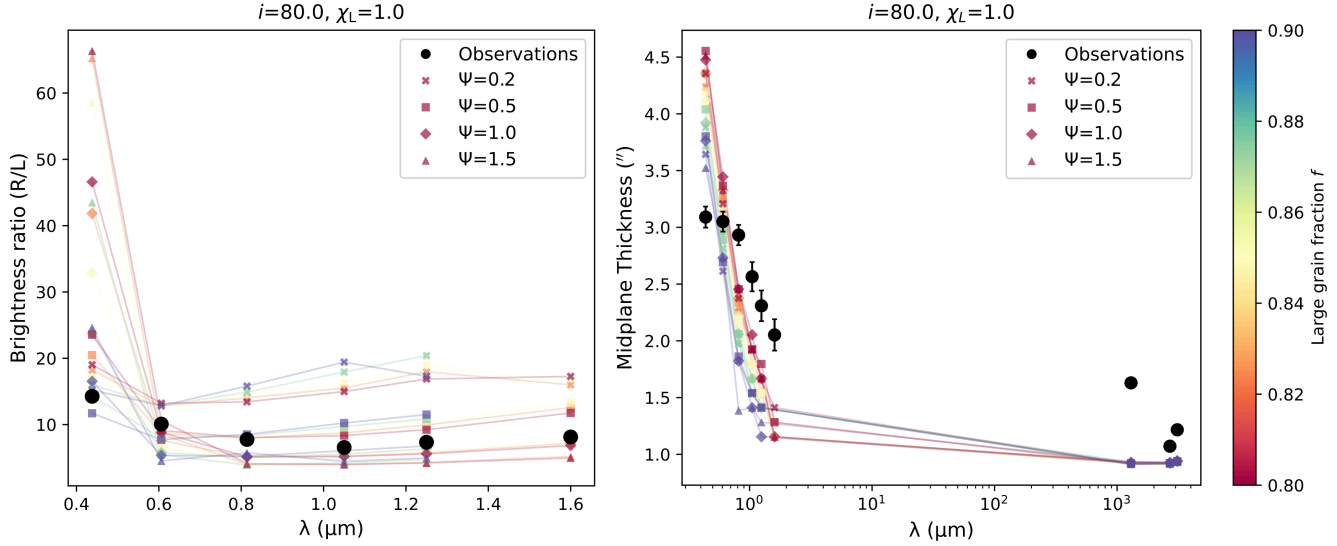 i=80.0, χL=1.0
Brightness ratio (R/L)
60
50
40
30
20
10
0.4 0.6 0.8 1.0 1.2 1.4 1.6
λ (μm)
Observations
Ψ=0.2
Ψ=0.5
Ψ=1.0
Ψ=1.5
i=80.0, χL=1.0
Midplane Thickness (″)
4.5
4.0
3.5
3.0
2.5
2.0
1.5
1.0
10⁰ 10¹ 10² 10³
λ (μm)
Observations
Ψ=0.2
Ψ=0.5
Ψ=1.0
Ψ=1.5
0.90
0.88
0.86
0.84
0.82
0.80
Large grain fraction f